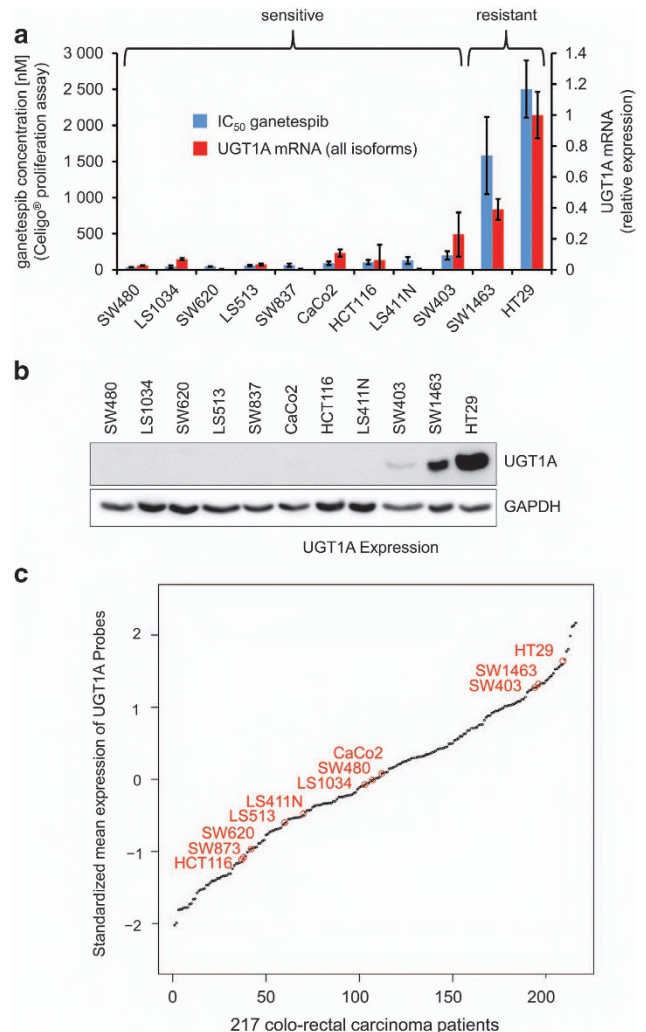 a
sensitive
resistant
ganetespib concentration [nM]
(Celigo® proliferation assay)
3 000
2 500
2 000
1 500
1 000
500
0
IC50 ganetespib
UGT1A mRNA (all isoforms)
1.4
1.2
1
0.8
0.6
0.4
0.2
0
UGT1A mRNA
(relative expression)
SW480
LS1034
SW620
LS513
SW837
CaCo2
HCT116
LS411N
SW403
SW1463
HT29
b
SW480
LS1034
SW620
LS513
SW837
CaCo2
HCT116
LS411N
SW403
SW1463
HT29
UGT1A
GAPDH
UGT1A Expression
c
Standardized mean expression of UGT1A Probes
2
1
0
−1
−2
HT29
SW1463
SW403
CaCo2
SW480
LS1034
LS411N
LS513
SW620
SW873
HCT116
0
50
100
150
200
217 colo-rectal carcinoma patients